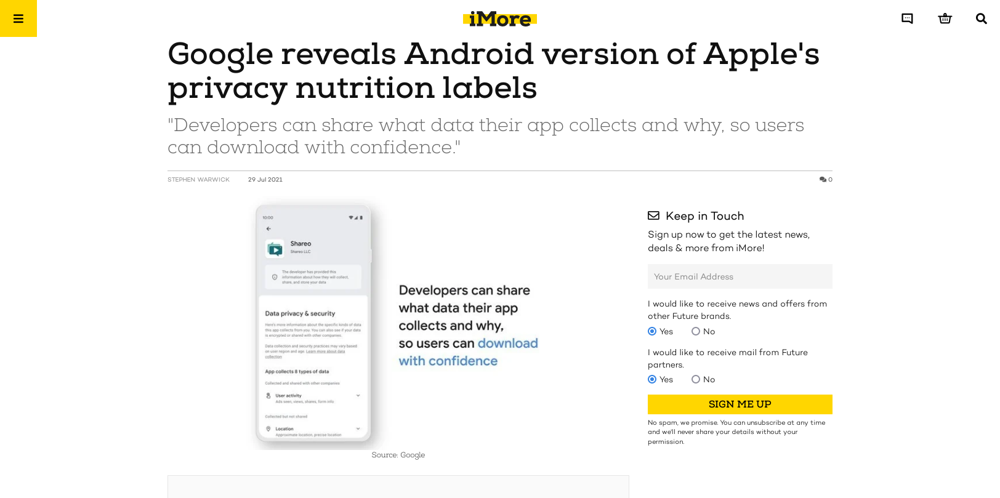 iMore
Google reveals Android version of Apple's
privacy nutrition labels
"Developers can share what data their app collects and why, so users
can download with confidence."
STEPHEN WARWICK 29 Jul 2021 0
10:00
Shareo
Shareo LLC
The developer has provided this
information about how they will collect,
share, and store your data
Data privacy & security
Here's more information about the specific kinds of data
this app collects from you. You can also see if your data
is encrypted or shared with other companies.
Data collection and security practices may vary based
on user region and age. Learn more about data
collection
App collects 8 types of data
Collected and shared with other companies
User activity
Ads seen, views, shares, form info
Collected but not shared
Location
Approximate location, precise location
Developers can share
what data their app
collects and why,
so users can download
with confidence
Source: Google
Keep in Touch
Sign up now to get the latest news,
deals & more from iMore!
Your Email Address
I would like to receive news and offers from
other Future brands.
Yes No
I would like to receive mail from Future
partners.
Yes No
SIGN ME UP
No spam, we promise. You can unsubscribe at any time
and we'll never share your details without your
permission.